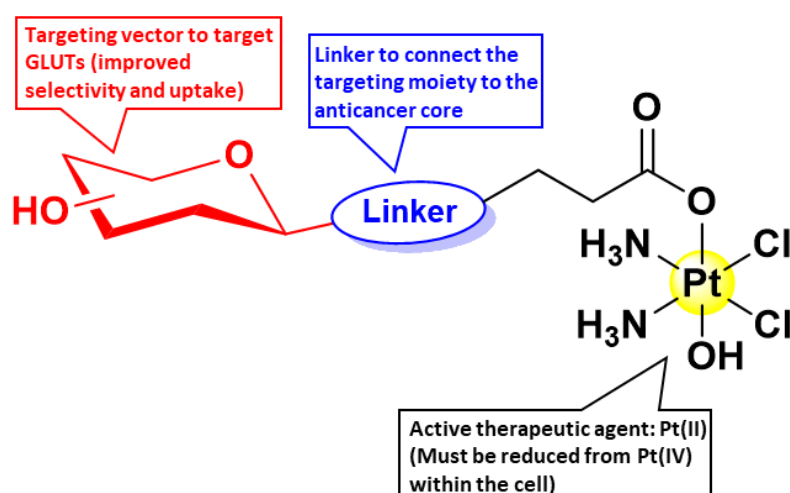 Targeting vector to target
GLUTs (improved
selectivity and uptake)
Linker to connect the
targeting moiety to the
anticancer core
O
O
HO
Linker
O
H3N
Cl
Pt
H3N
Cl
OH
Active therapeutic agent: Pt(II)
(Must be reduced from Pt(IV)
within the cell)